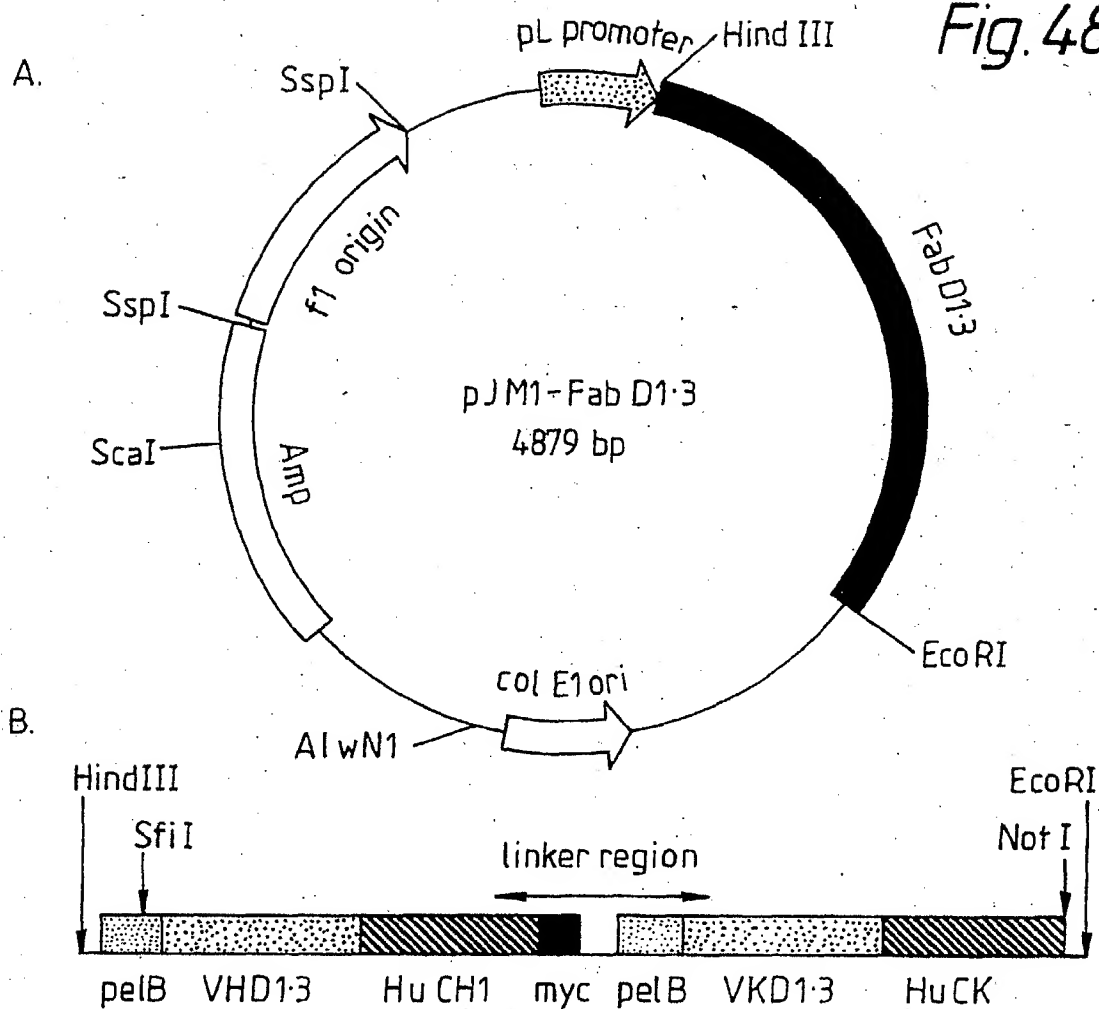 Fig. 48
A.
pL promoter
Hind III
SspI
f1 origin
Fab D1·3
SspI
pJM1-Fab D1·3
4879 bp
ScaI
Amp
EcoRI
col E1 ori
AlwN1
B.
HindIII
EcoRI
SfiI
Not I
linker region
pelB VHD1·3 Hu CH1 myc pelB VKD1·3 HuCK